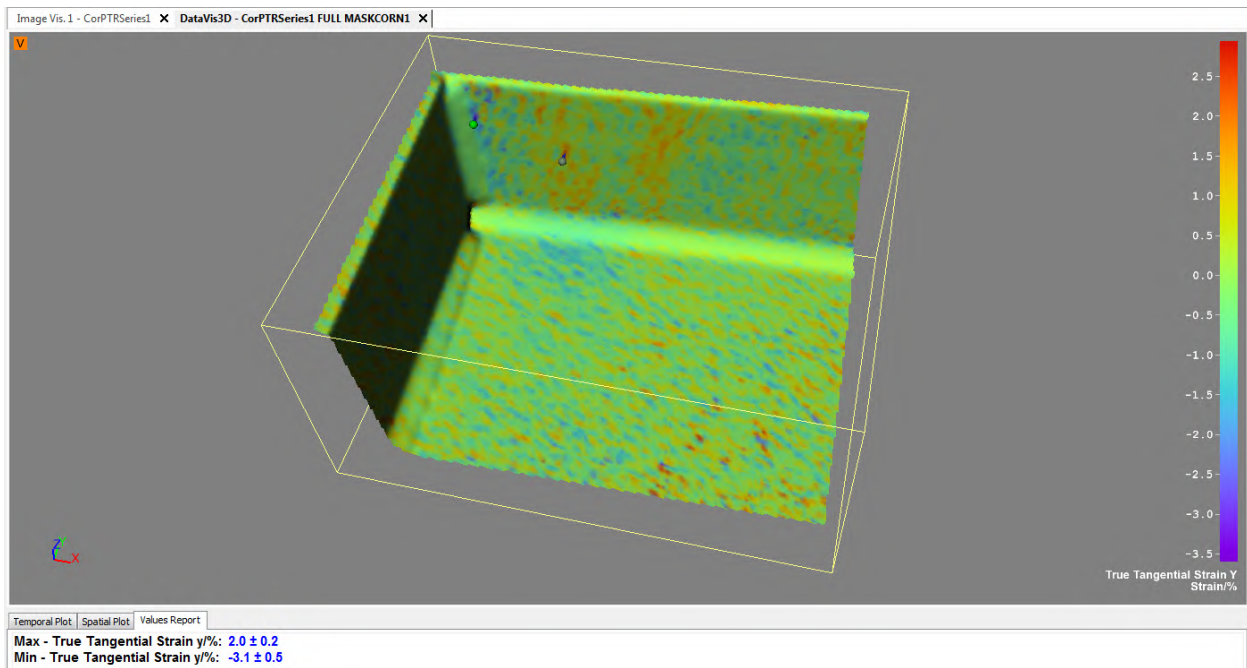 Image Vis. 1 - CorPTRSeries1 X DataVis3D - CorPTRSeries1 FULL MASKCORN1 X
V
2.5
2.0
1.5
1.0
0.5
0.0
-0.5
-1.0
-1.5
-2.0
-2.5
-3.0
-3.5
True Tangential Strain Y
Strain/%
Z
X
Temporal Plot Spatial Plot Values Report
Max - True Tangential Strain y/%: 2.0 ± 0.2
Min - True Tangential Strain y/%: -3.1 ± 0.5